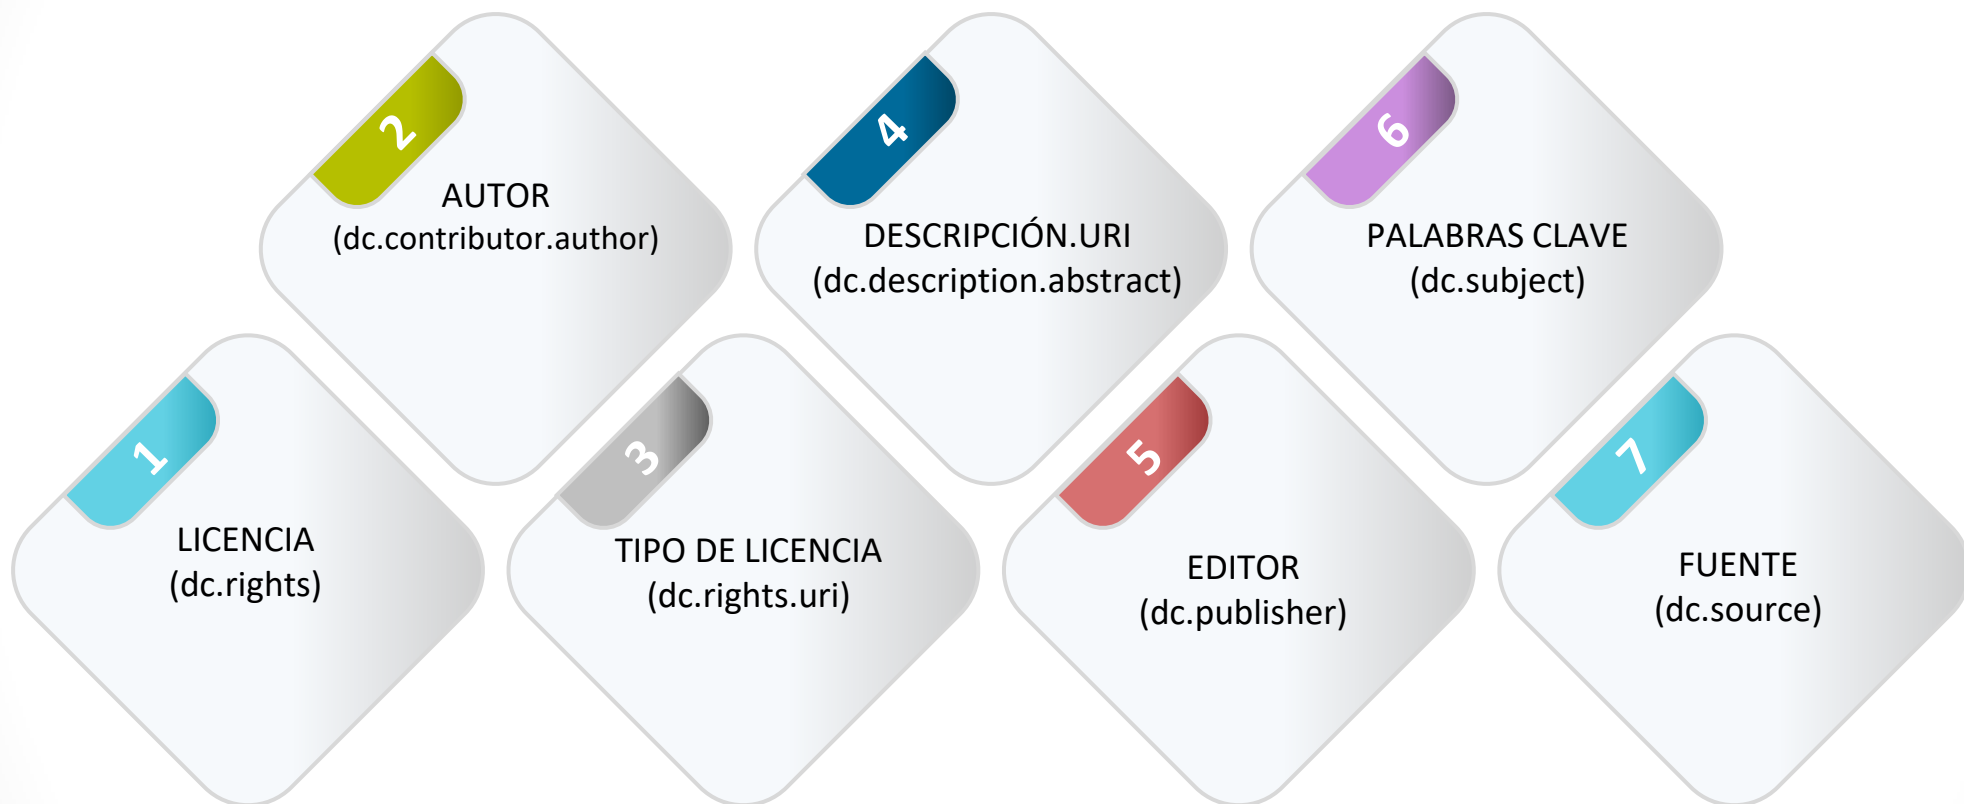 1
LICENCIA
(dc.rights)
2
AUTOR
(dc.contributor.author)
3
TIPO DE LICENCIA
(dc.rights.uri)
4
DESCRIPCIÓN.URI
(dc.description.abstract)
5
EDITOR
(dc.publisher)
6
PALABRAS CLAVE
(dc.subject)
7
FUENTE
(dc.source)